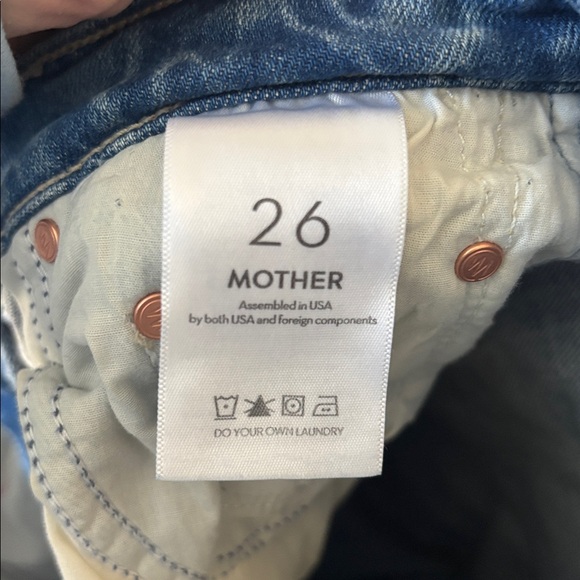 26
MOTHER
Assembled in USA
by both USA and foreign components
DO YOUR OWN LAUNDRY